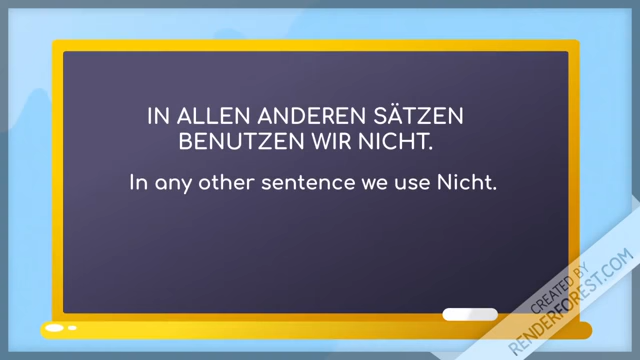 IN ALLEN ANDEREN SÄTZEN
BENUTZEN WIR NICHT.
In any other sentence we use Nicht.
CREATED BY
RENDERFOREST.COM